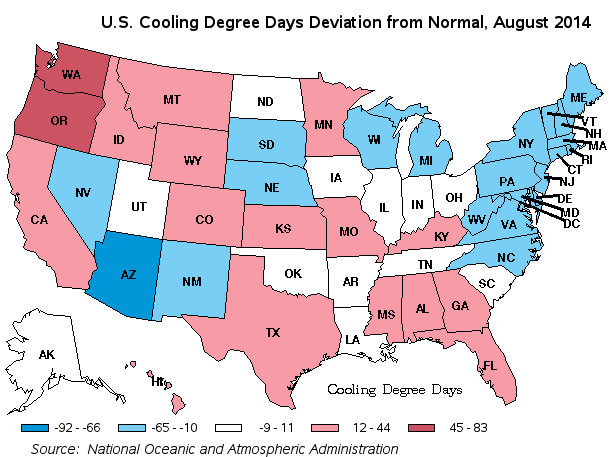 U.S. Cooling Degree Days Deviation from Normal, August 2014
WA
MT
ND
MN
ME
VT
NH
MA
RI
CT
NJ
DE
MD
DC
OR
ID
WY
SD
WI
MI
NY
PA
IA
NE
NV
UT
CO
KS
MO
IL
IN
OH
WV
VA
KY
CA
AZ
NM
OK
AR
TN
NC
SC
MS
AL
GA
TX
LA
FL
AK
HI
Cooling Degree Days
-92 - -66 -65 - -10 -9 - 11 12 - 44 45 - 83
Source: National Oceanic and Atmospheric Administration